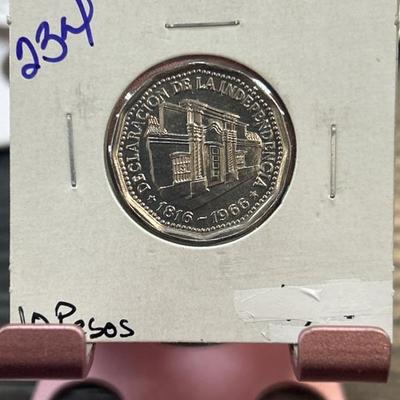 234
DECLARACION DE LA INDEPENDENCIA
★ 1816 - 1966 ★
10 Pesos